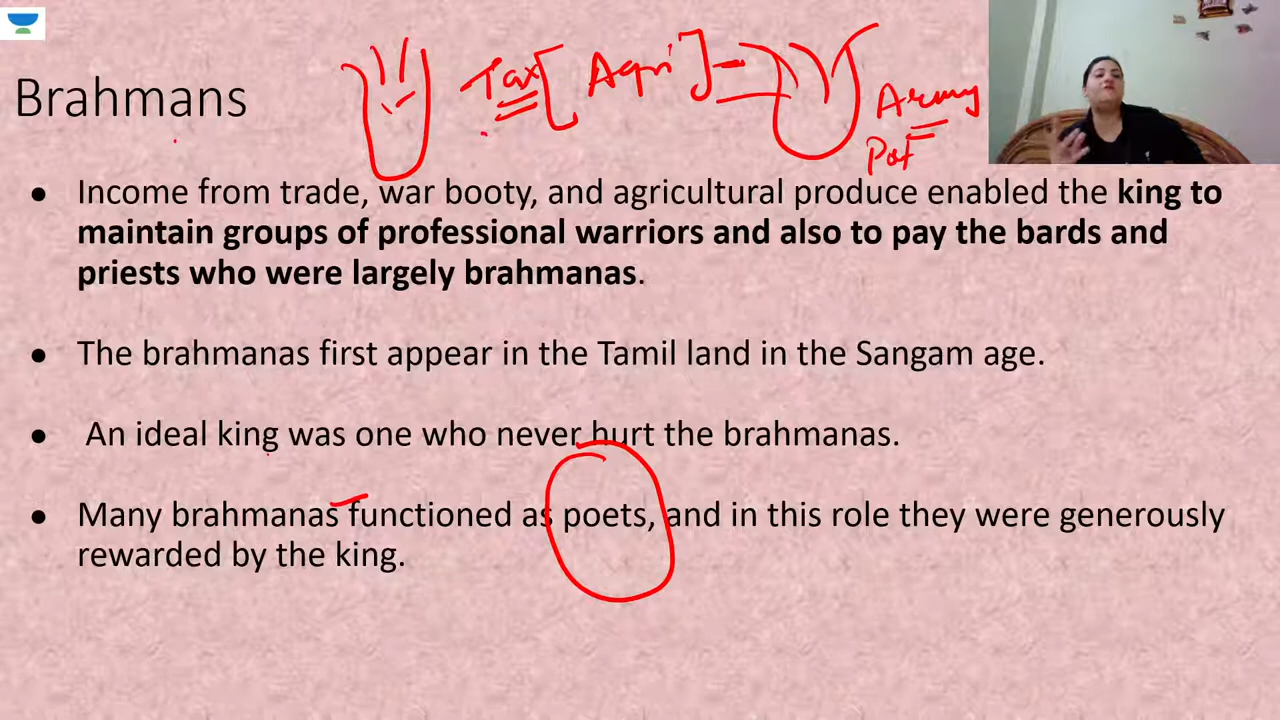 Tax [ Agri ] -
Army
Brahmans
Income from trade, war booty, and agricultural produce enabled the king to
maintain groups of professional warriors and also to pay the bards and
priests who were largely brahmanas.
The brahmanas first appear in the Tamil land in the Sangam age.
An ideal king was one who never hurt the brahmanas.
Many brahmanas functioned as poets, and in this role they were generously
rewarded by the king.